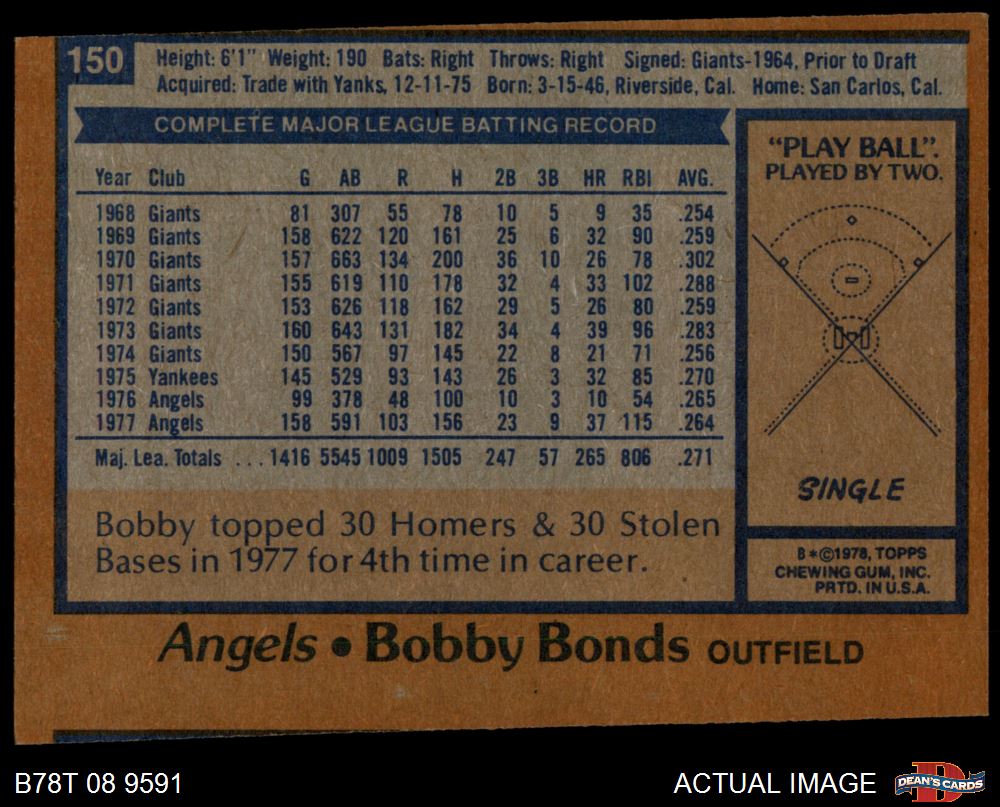 150
Height: 6'1" Weight: 190 Bats: Right Throws: Right Signed: Giants-1964, Prior to Draft
Acquired: Trade with Yanks, 12-11-75 Born: 3-15-46, Riverside, Cal. Home: San Carlos, Cal.
COMPLETE MAJOR LEAGUE BATTING RECORD
Year Club G AB R H 2B 3B HR RBI AVG.
1968 Giants 81 307 55 78 10 5 9 35 .254
1969 Giants 158 622 120 161 25 6 32 90 .259
1970 Giants 157 663 134 200 36 10 26 78 .302
1971 Giants 155 619 110 178 32 4 33 102 .288
1972 Giants 153 626 118 162 29 5 26 80 .259
1973 Giants 160 643 131 182 34 4 39 96 .283
1974 Giants 150 567 97 145 22 8 21 71 .256
1975 Yankees 145 529 93 143 26 3 32 85 .270
1976 Angels 99 378 48 100 10 3 10 54 .265
1977 Angels 158 591 103 156 23 9 37 115 .264
Maj. Lea. Totals ... 1416 5545 1009 1505 247 57 265 806 .271
Bobby topped 30 Homers & 30 Stolen
Bases in 1977 for 4th time in career.
"PLAY BALL".
PLAYED BY TWO.
SINGLE
B*©1978, TOPPS
CHEWING GUM, INC.
PRTD. IN U.S.A.
Angels • Bobby Bonds OUTFIELD
B78T 08 9591
ACTUAL IMAGE
D
DEAN'S CARDS